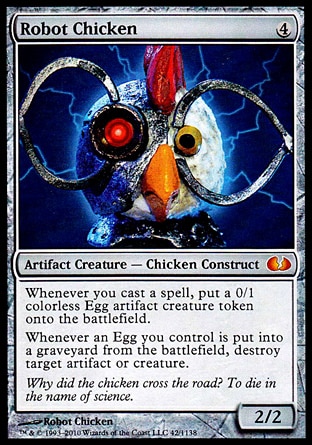 Robot Chicken 4
Artifact Creature — Chicken Construct
Whenever you cast a spell, put a 0/1
colorless Egg artifact creature token
onto the battlefield.
Whenever an Egg you control is put into
a graveyard from the battlefield, destroy
target artifact or creature.
Why did the chicken cross the road? To die in
the name of science.
2/2
Robot Chicken
™ & © 1993–2010 Wizards of the Coast LLC 42/1138